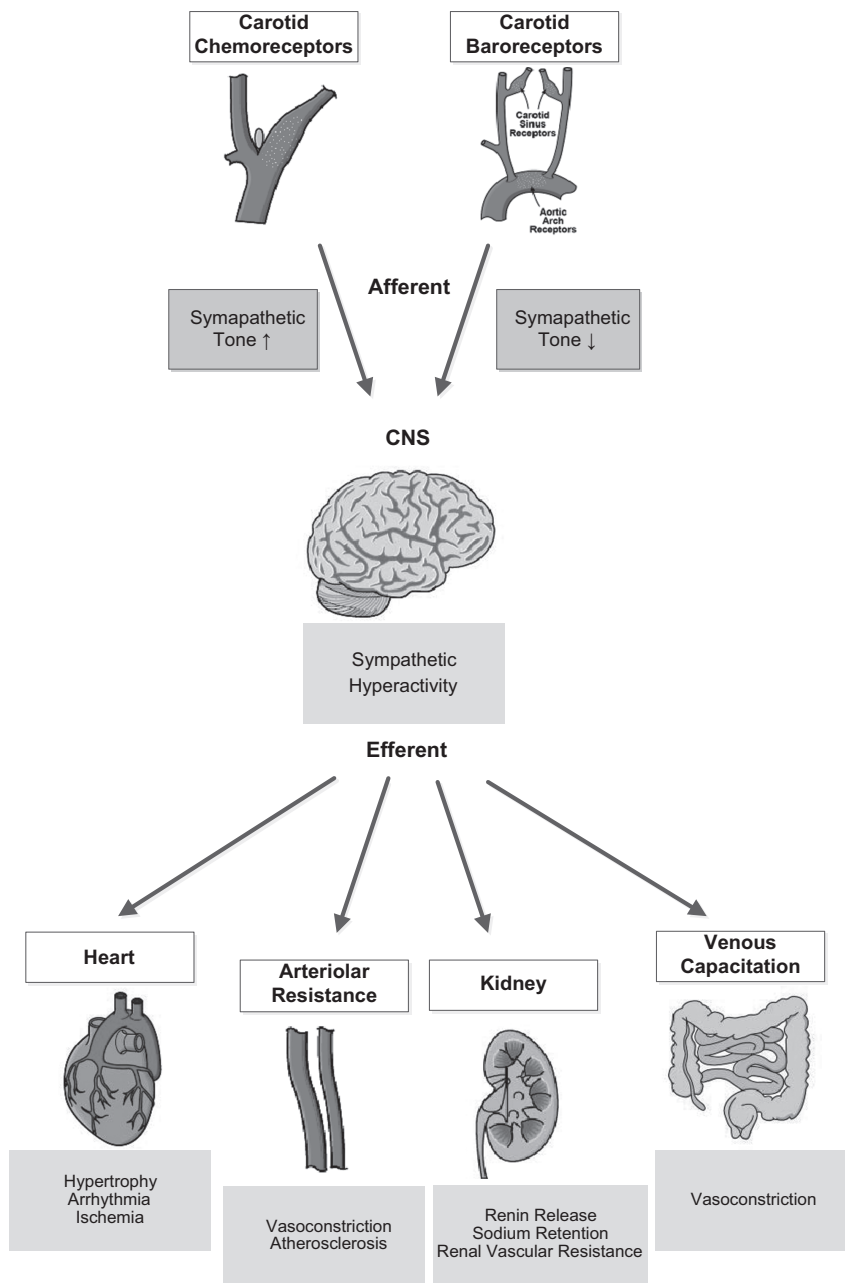 Carotid
Chemoreceptors
Carotid
Baroreceptors
Carotid
Sinus
Receptors
Aortic
Arch
Receptors
Afferent
Symapathetic
Tone ↑
Symapathetic
Tone ↓
CNS
Sympathetic
Hyperactivity
Efferent
Heart
Arteriolar
Resistance
Kidney
Venous
Capacitation
Hypertrophy
Arrhythmia
Ischemia
Vasoconstriction
Atherosclerosis
Renin Release
Sodium Retention
Renal Vascular Resistance
Vasoconstriction